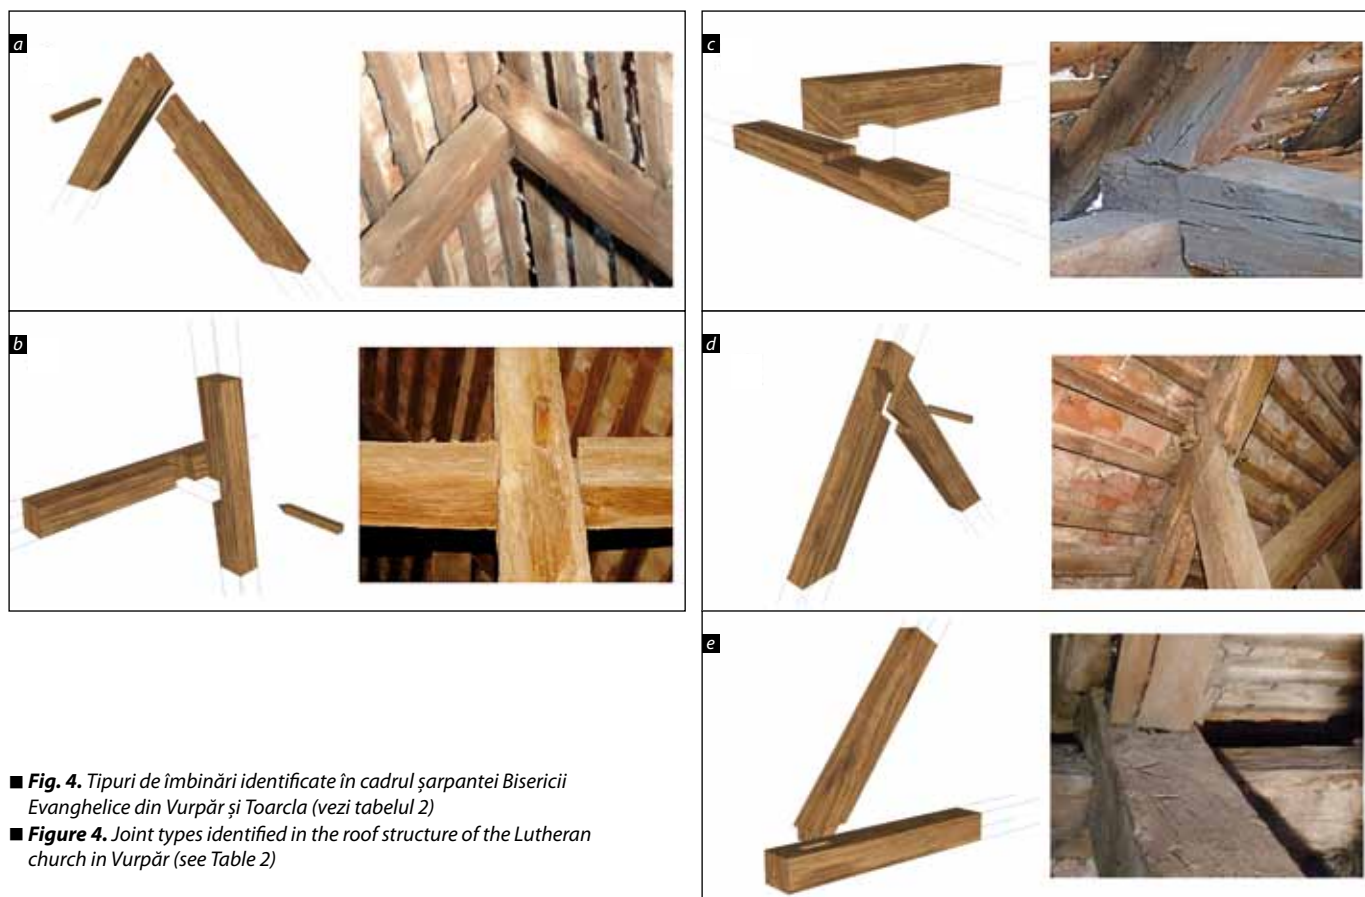 a
c
b
d
e
■ Fig. 4. Tipuri de îmbinări identificate în cadrul șarpantei Bisericii
Evanghelice din Vurpăr și Toarcla (vezi tabelul 2)
■ Figure 4. Joint types identified in the roof structure of the Lutheran
church in Vurpăr (see Table 2)